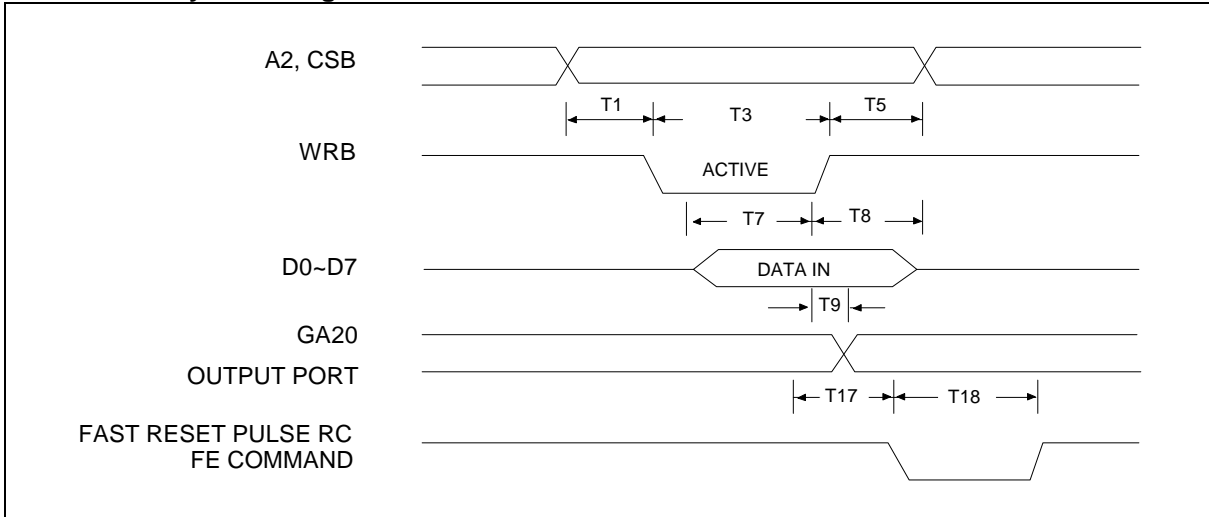 A2, CSB
T1
T3
T5
WRB
ACTIVE
T7
T8
D0~D7
DATA IN
T9
GA20
OUTPUT PORT
T17
T18
FAST RESET PULSE RC
FE COMMAND